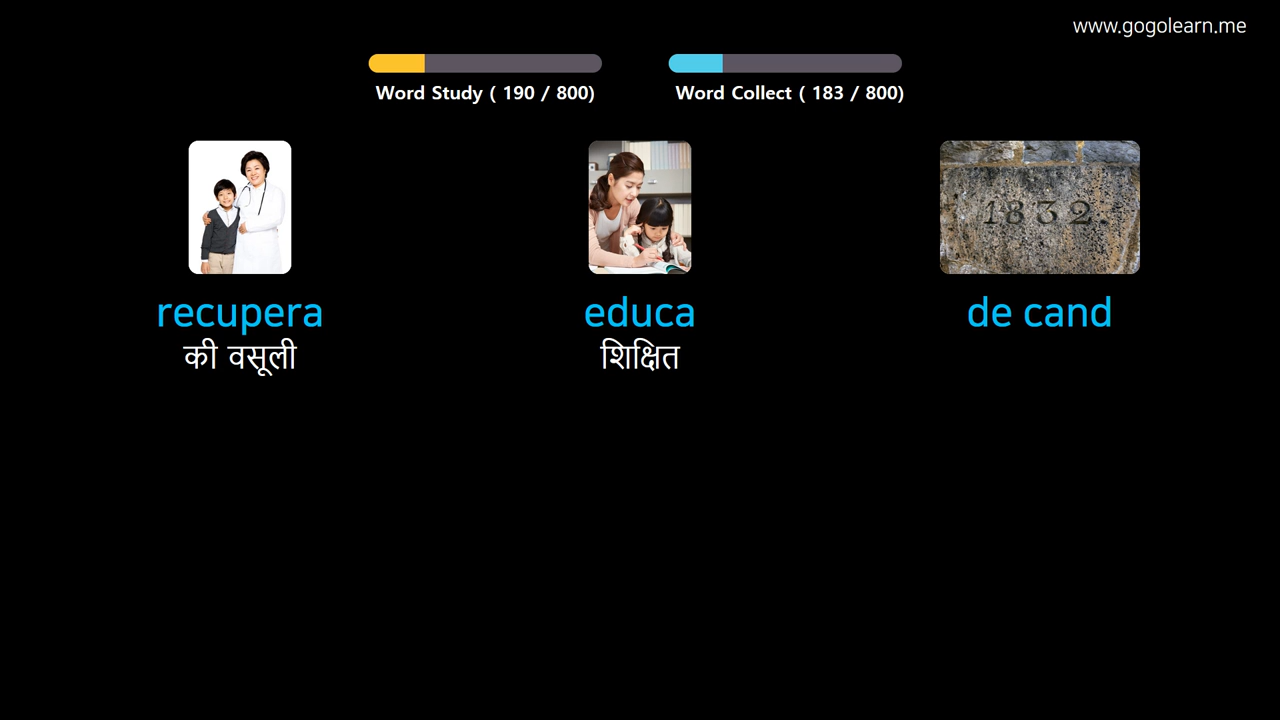 www.gogolearn.me
Word Study ( 190 / 800)
Word Collect ( 183 / 800)
1832.
recupera
educa
de cand
की वसूली
शिक्षित